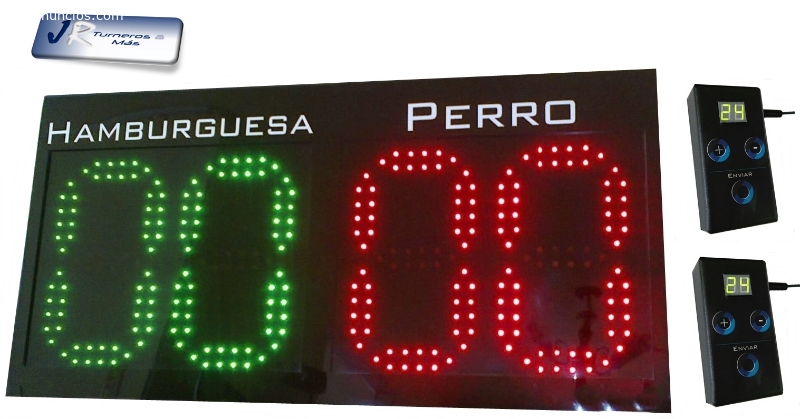 nuncios.com
JR Turneros a
Más
HAMBURGUESA
PERRO
00 00
24
+ -
ENVIAR
24
+ -
ENVIAR